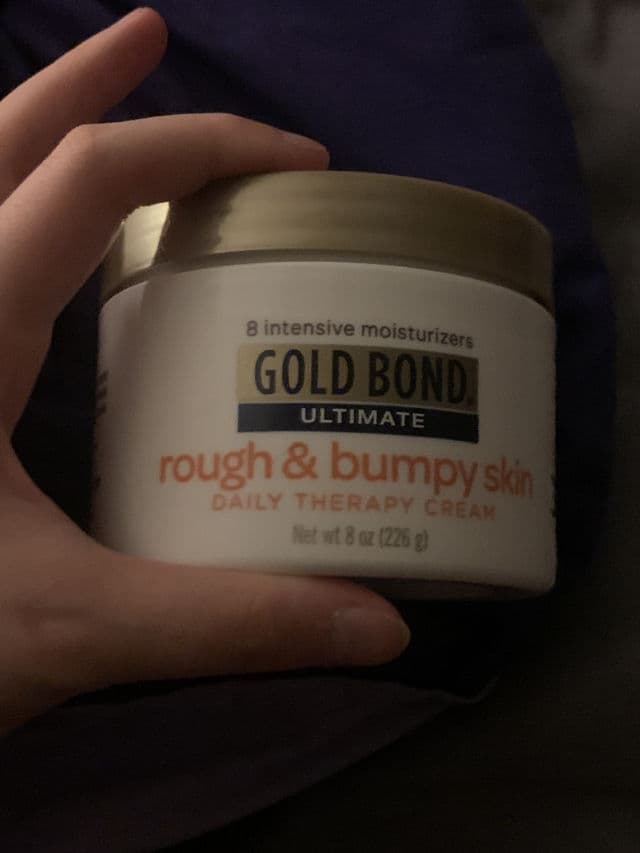 8 intensive moisturizers
GOLD BOND®
ULTIMATE
rough & bumpy skin
DAILY THERAPY CREAM
Net wt 8 oz (226 g)